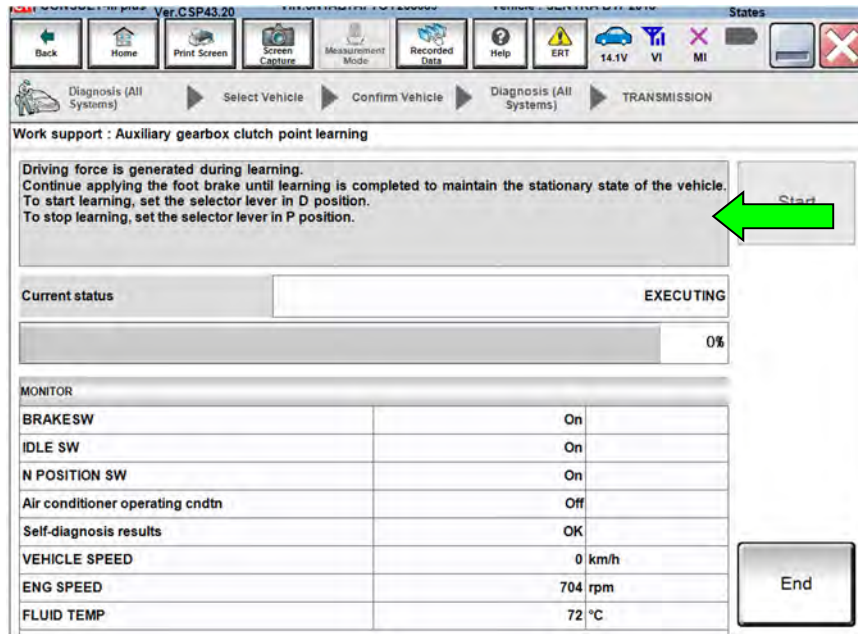 Ver.CSP43.20
States
Back
Home
Print Screen
Screen Capture
Measurement Mode
Recorded Data
Help
ERT
14.1V
VI
MI
Diagnosis (All Systems)
Select Vehicle
Confirm Vehicle
Diagnosis (All Systems)
TRANSMISSION
Work support : Auxiliary gearbox clutch point learning
Driving force is generated during learning.
Continue applying the foot brake until learning is completed to maintain the stationary state of the vehicle.
To start learning, set the selector lever in D position.
To stop learning, set the selector lever in P position.
Start
Current status EXECUTING
0%
MONITOR
BRAKESW On
IDLE SW On
N POSITION SW On
Air conditioner operating cndtn Off
Self-diagnosis results OK
VEHICLE SPEED 0 km/h
ENG SPEED 704 rpm
FLUID TEMP 72 °C
End